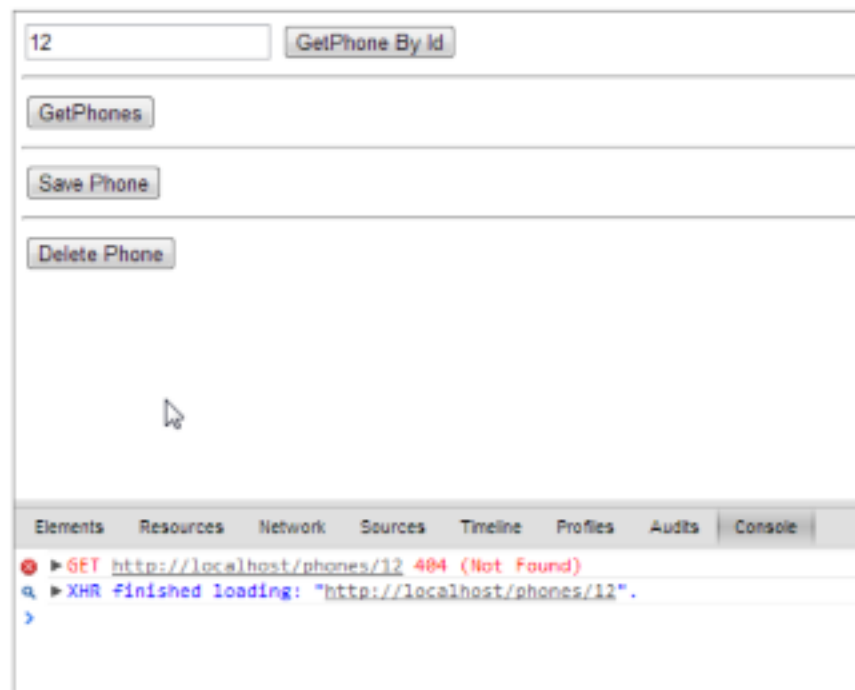 12 GetPhone By Id
GetPhones
Save Phone
Delete Phone
Elements Resources Network Sources Timeline Profiles Audits Console
GET http://localhost/phones/12 404 (Not Found)
XHR finished loading: "http://localhost/phones/12".